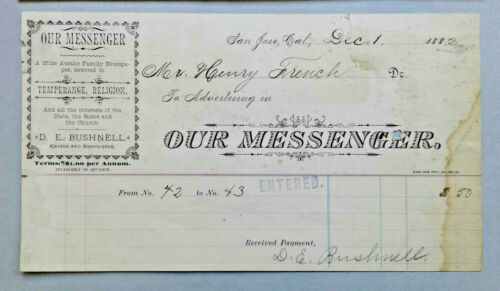 OUR MESSENGER
A Wide Awake Family Newspa-
per, devoted to
TEMPERANCE, RELIGION,
And all the interests of the
State, the Home and
the Church.
D. E. BUSHNELL,
EDITOR AND PROPRIETOR.
Terms: $1.00 per Annum.
INVARIABLY IN ADVANCE.
San Jose, Cal., Dec. 1, 1882
Mr. Henry French Dr.
To Advertising in
OUR MESSENGER.
From No. 42 to No. 43
ENTERED.
$ 50
Received Payment,
D. E. Bushnell.